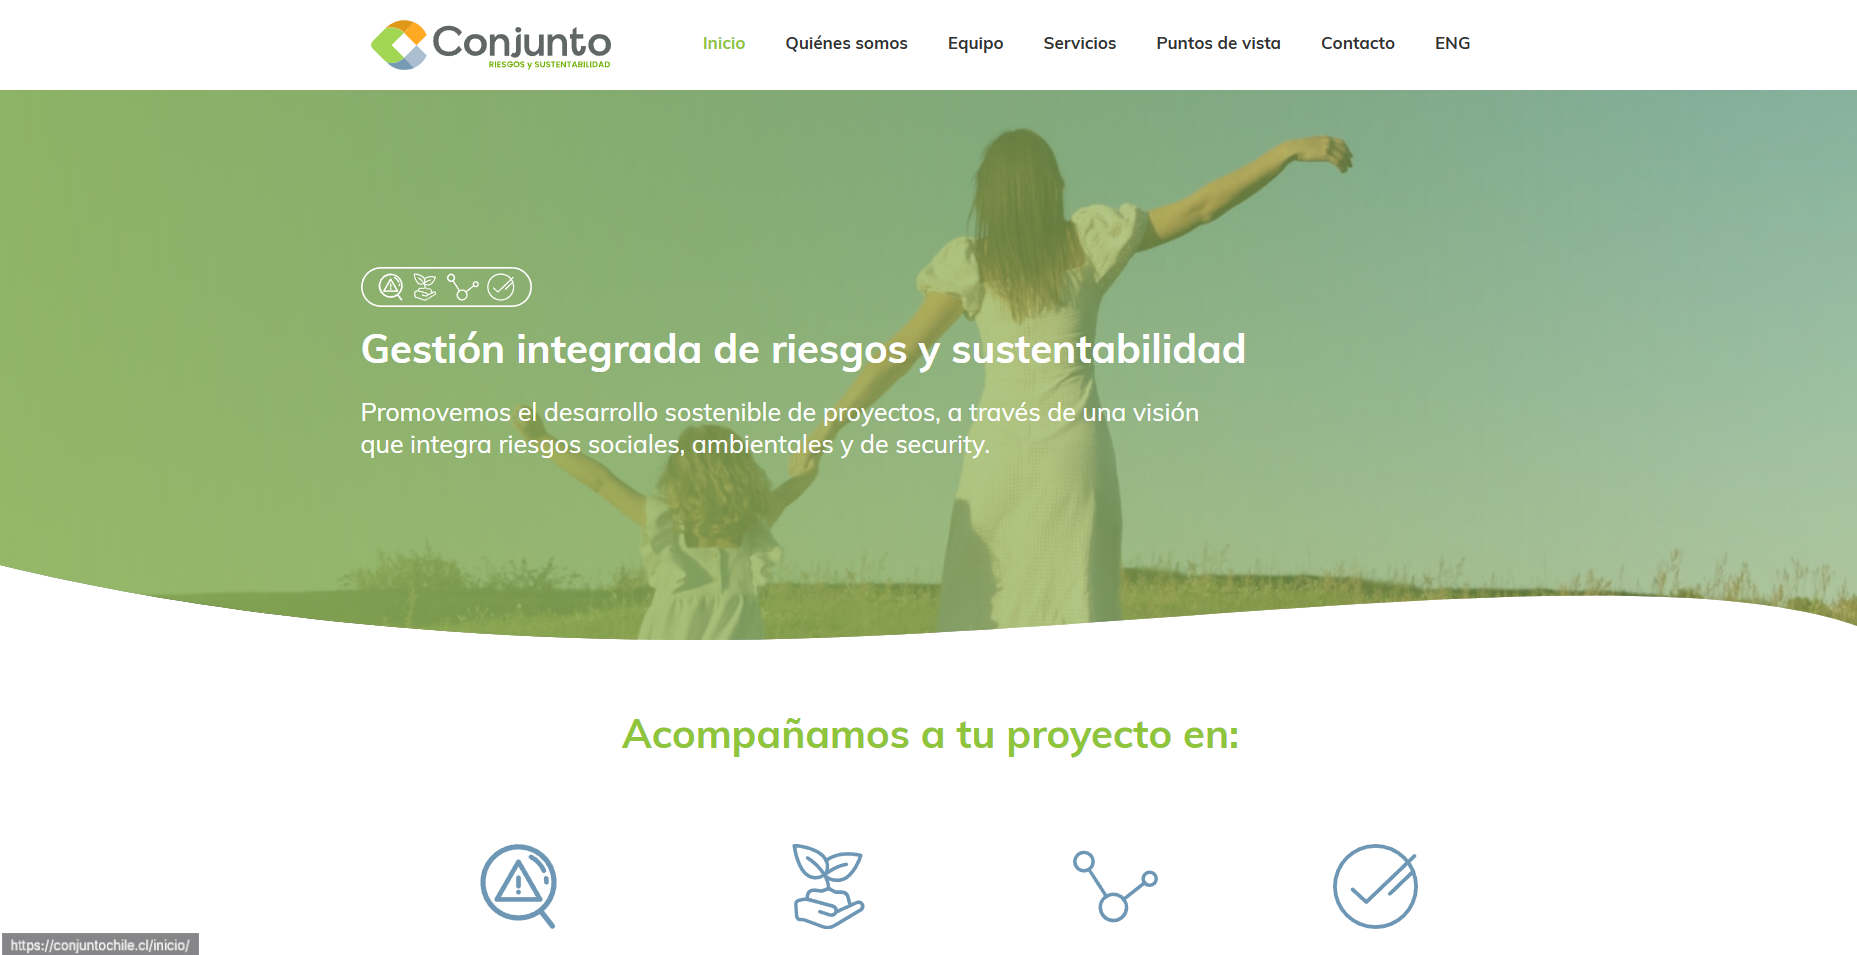 Conjunto
RIESGOS y SUSTENTABILIDAD
Inicio
Quiénes somos
Equipo
Servicios
Puntos de vista
Contacto
ENG
Gestión integrada de riesgos y sustentabilidad
Promovemos el desarrollo sostenible de proyectos, a través de una visión
que integra riesgos sociales, ambientales y de security.
Acompañamos a tu proyecto en:
https://conjuntochile.cl/inicio/